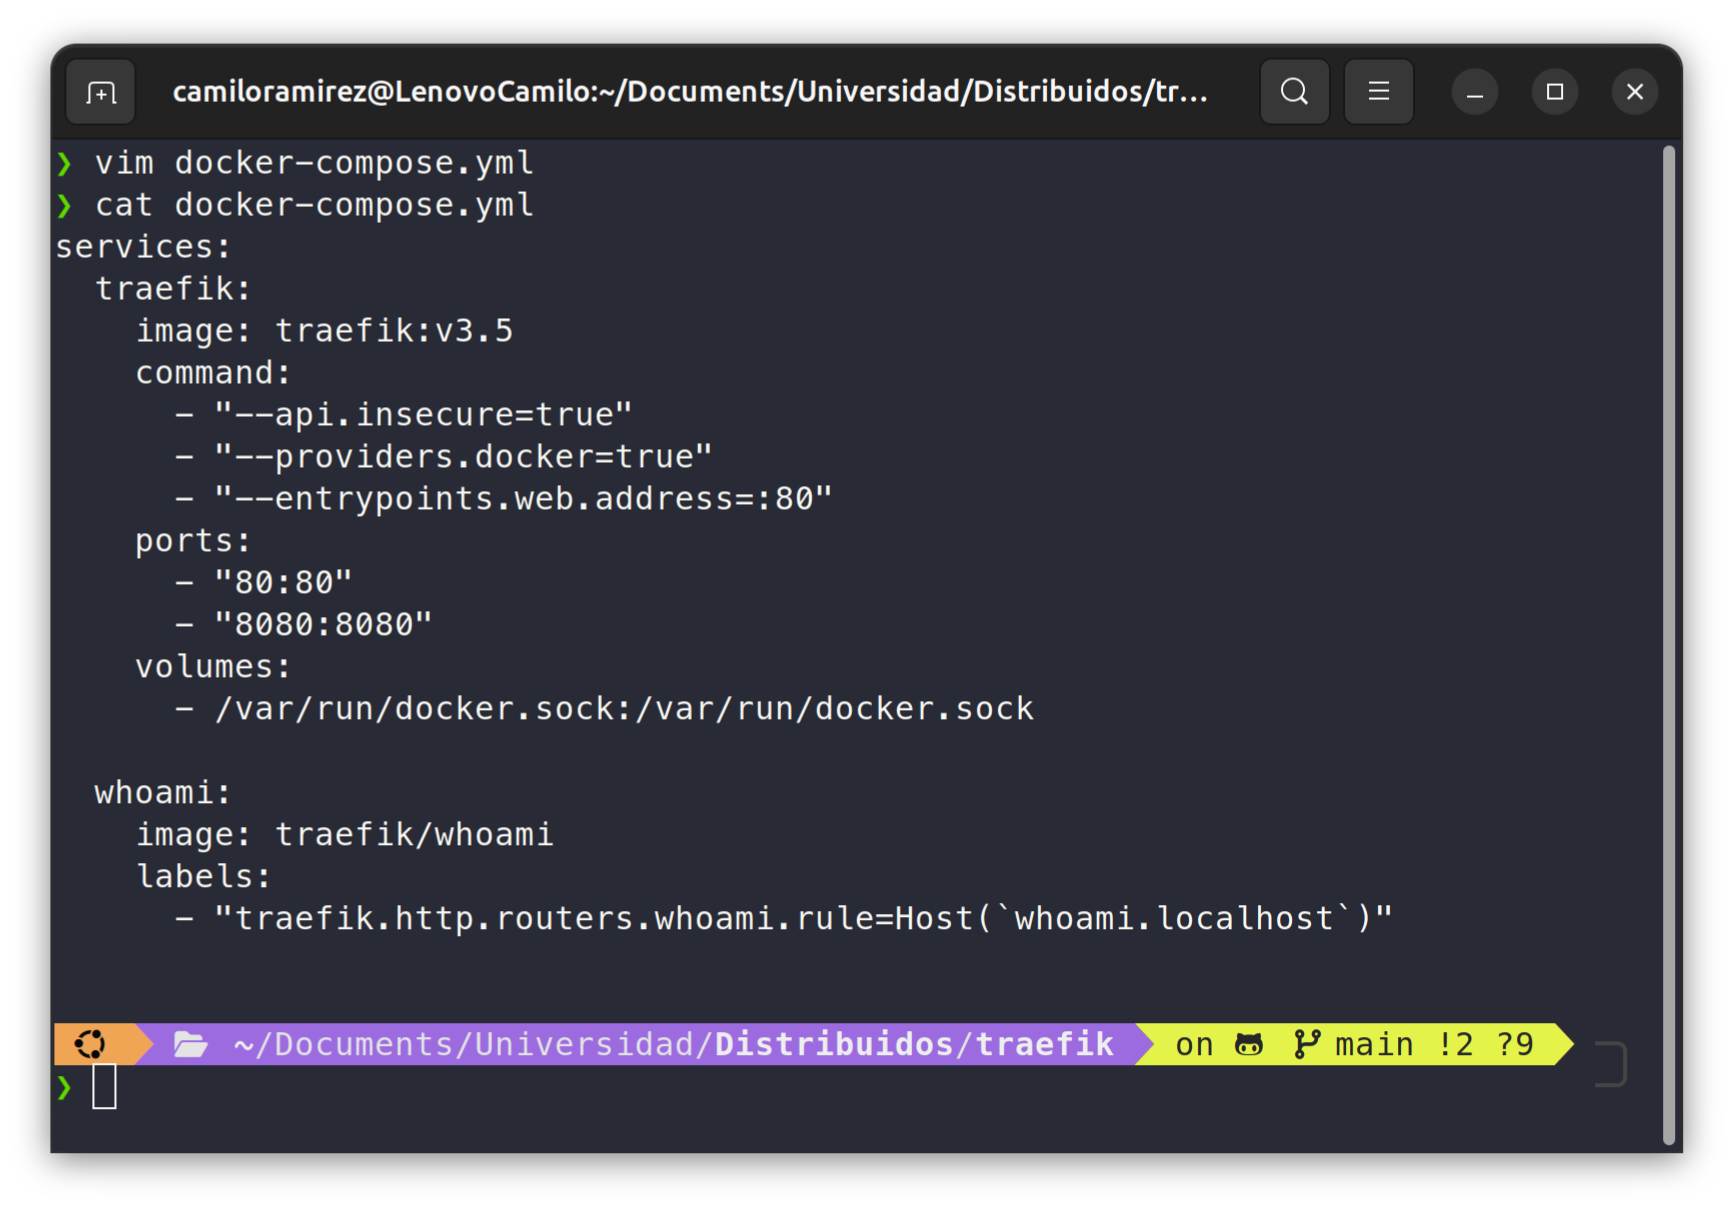 camiloramirez@LenovoCamilo:~/Documents/Universidad/Distribuidos/tr...
❯ vim docker-compose.yml
❯ cat docker-compose.yml
services:
  traefik:
    image: traefik:v3.5
    command:
      - "--api.insecure=true"
      - "--providers.docker=true"
      - "--entrypoints.web.address=:80"
    ports:
      - "80:80"
      - "8080:8080"
    volumes:
      - /var/run/docker.sock:/var/run/docker.sock

  whoami:
    image: traefik/whoami
    labels:
      - "traefik.http.routers.whoami.rule=Host(`whoami.localhost`)"

~/Documents/Universidad/Distribuidos/traefik on main !2 ?9
❯